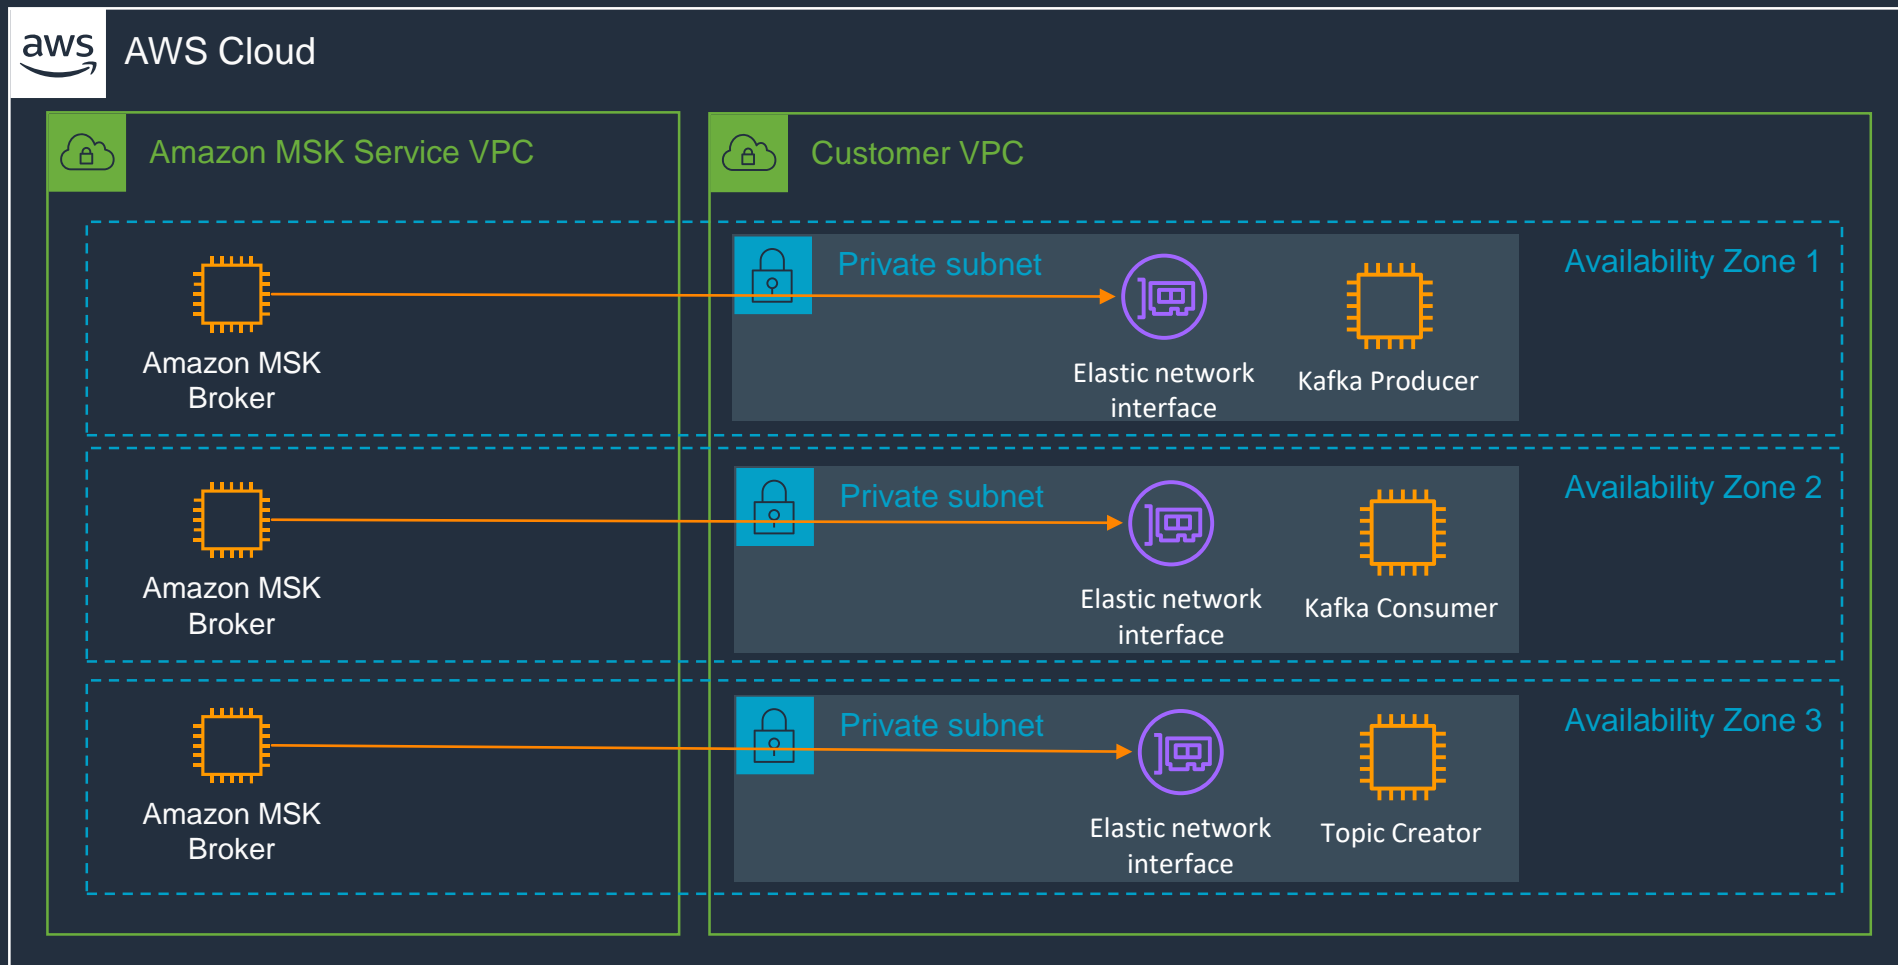 aws
AWS Cloud
Amazon MSK Service VPC
Customer VPC
Private subnet
Availability Zone 1
Amazon MSK
Broker
Elastic network
interface
Kafka Producer
Private subnet
Availability Zone 2
Amazon MSK
Broker
Elastic network
interface
Kafka Consumer
Private subnet
Availability Zone 3
Amazon MSK
Broker
Elastic network
interface
Topic Creator